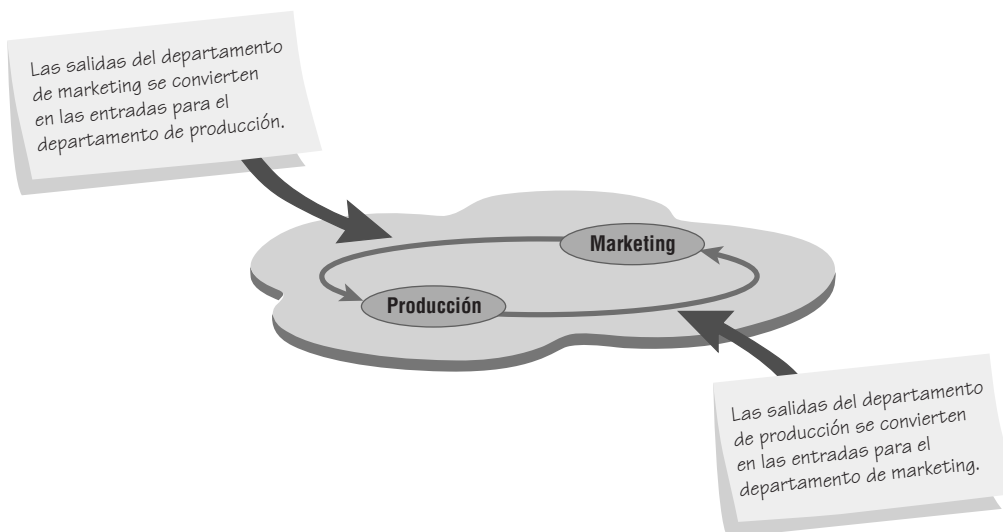 Las salidas del departamento
de marketing se convierten
en las entradas para el
departamento de producción.
Marketing
Producción
Las salidas del departamento
de producción se convierten
en las entradas para el
departamento de marketing.